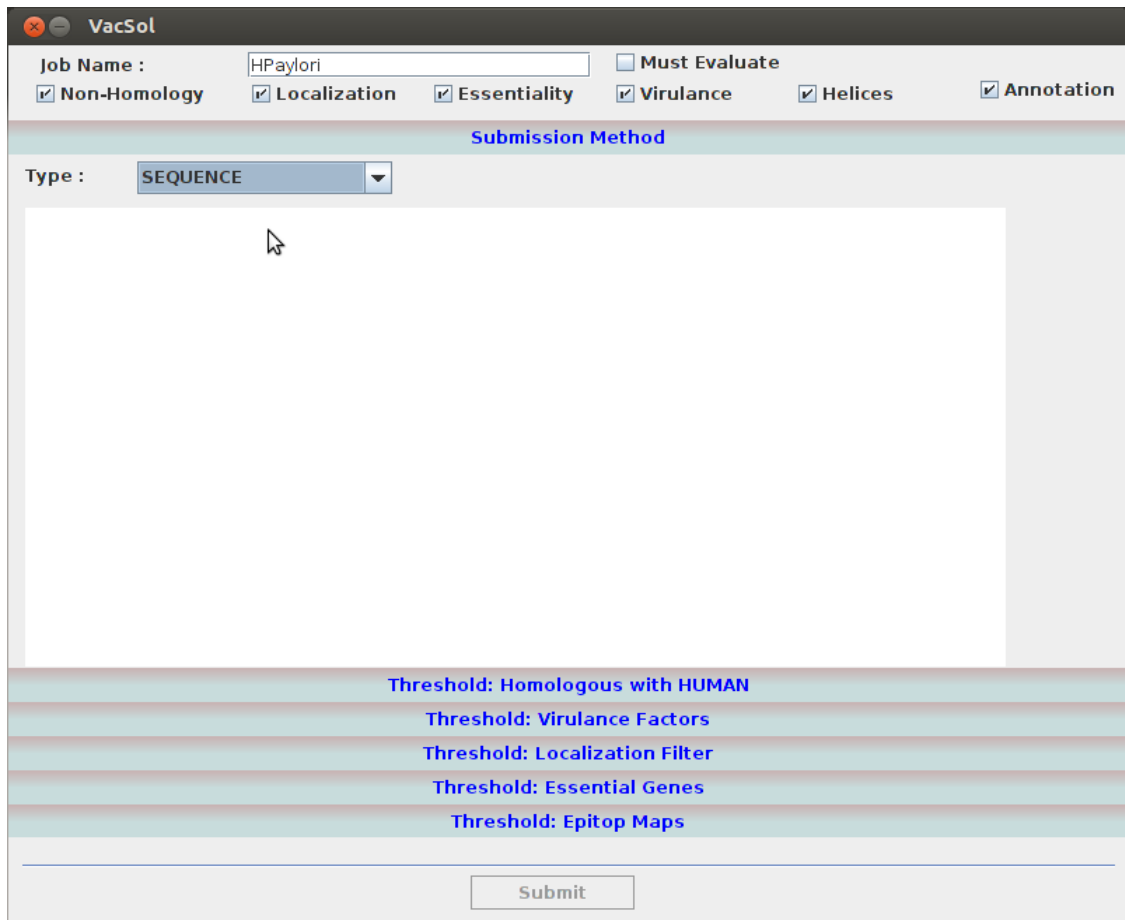 VacSol
Job Name : HPaylori Must Evaluate
Non-Homology Localization Essentiality Virulance Helices Annotation
Submission Method
Type : SEQUENCE
Threshold: Homologous with HUMAN
Threshold: Virulance Factors
Threshold: Localization Filter
Threshold: Essential Genes
Threshold: Epitop Maps
Submit